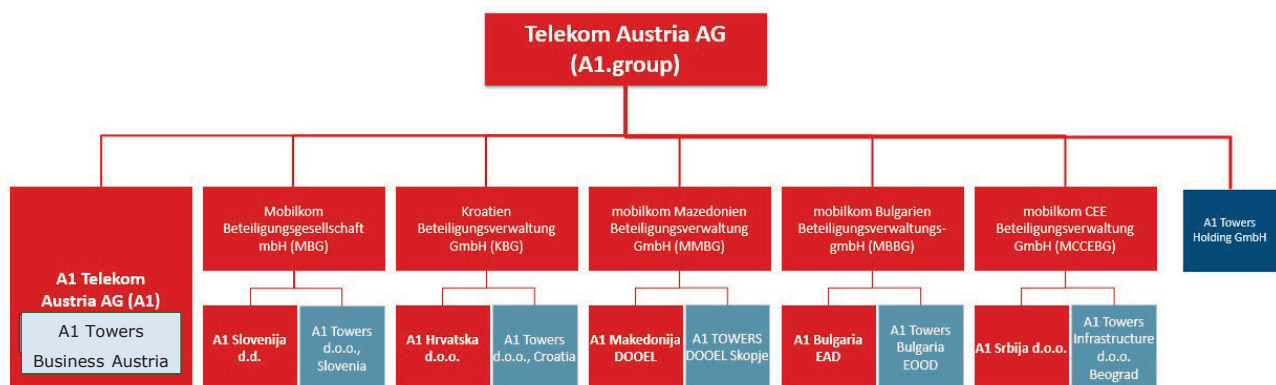 Telekom Austria AG
(A1.group)
A1 Telekom
Austria AG (A1)
A1 Towers
Business Austria
Mobilkom
Beteiligungsgesellschaft
mbH (MBG)
A1 Slovenija
d.d.
A1 Towers
d.o.o.,
Slovenia
Kroatien
Beteiligungsverwaltung
GmbH (KBG)
A1 Hrvatska
d.o.o.
A1 Towers
d.o.o., Croatia
mobilkom Mazedonien
Beteiligungsverwaltung
GmbH (MMBG)
A1 Makedonija
DOOEL
A1 TOWERS
DOOEL Skopje
mobilkom Bulgarien
Beteiligungsverwaltungs-
gmbH (MBBG)
A1 Bulgaria
EAD
A1 Towers
Bulgaria
EOOD
mobilkom CEE
Beteiligungsverwaltung
GmbH (MCCEBG)
A1 Srbija d.o.o.
A1 Towers
Infrastructure
d.o.o.
Beograd
A1 Towers
Holding GmbH